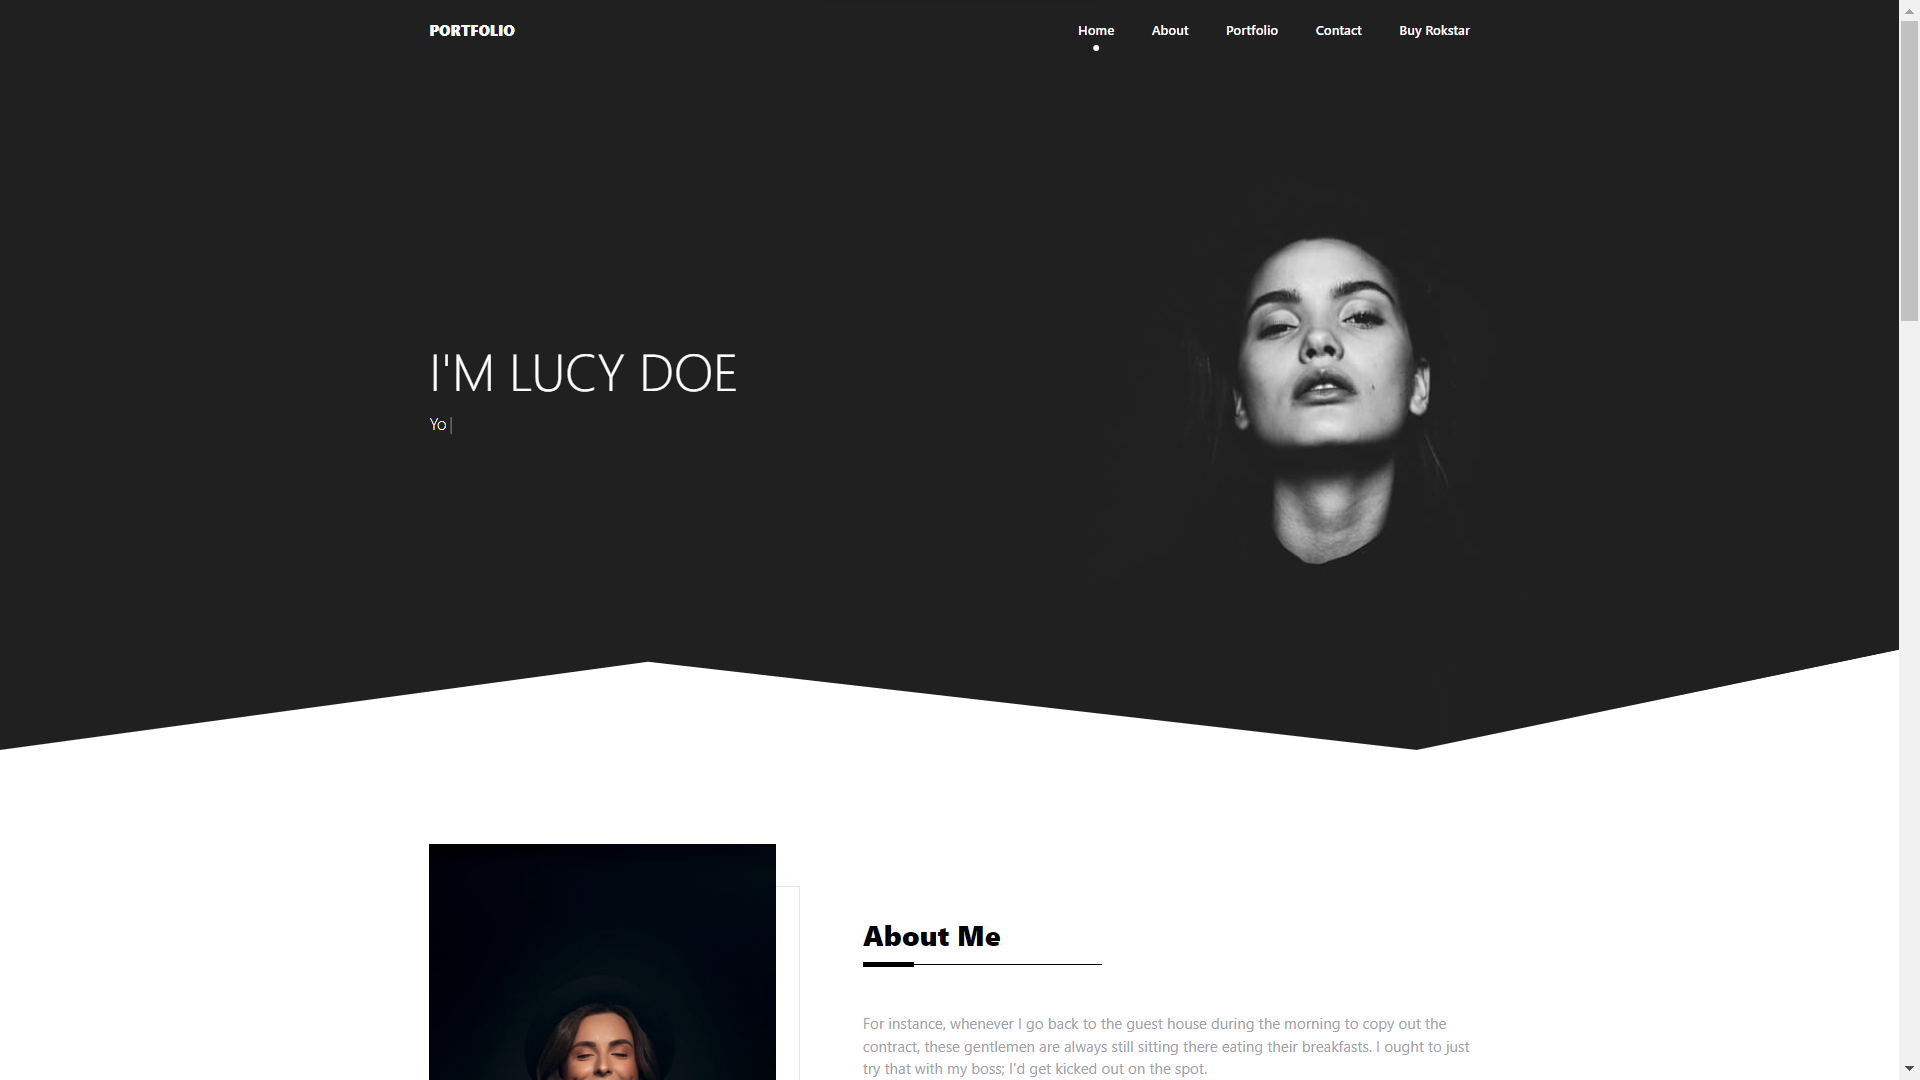 PORTFOLIO
Home About Portfolio Contact Buy Rokstar
I'M LUCY DOE
Yo|
About Me
For instance, whenever I go back to the guest house during the morning to copy out the
contract, these gentlemen are always still sitting there eating their breakfasts. I ought to just
try that with my boss; I'd get kicked out on the spot.